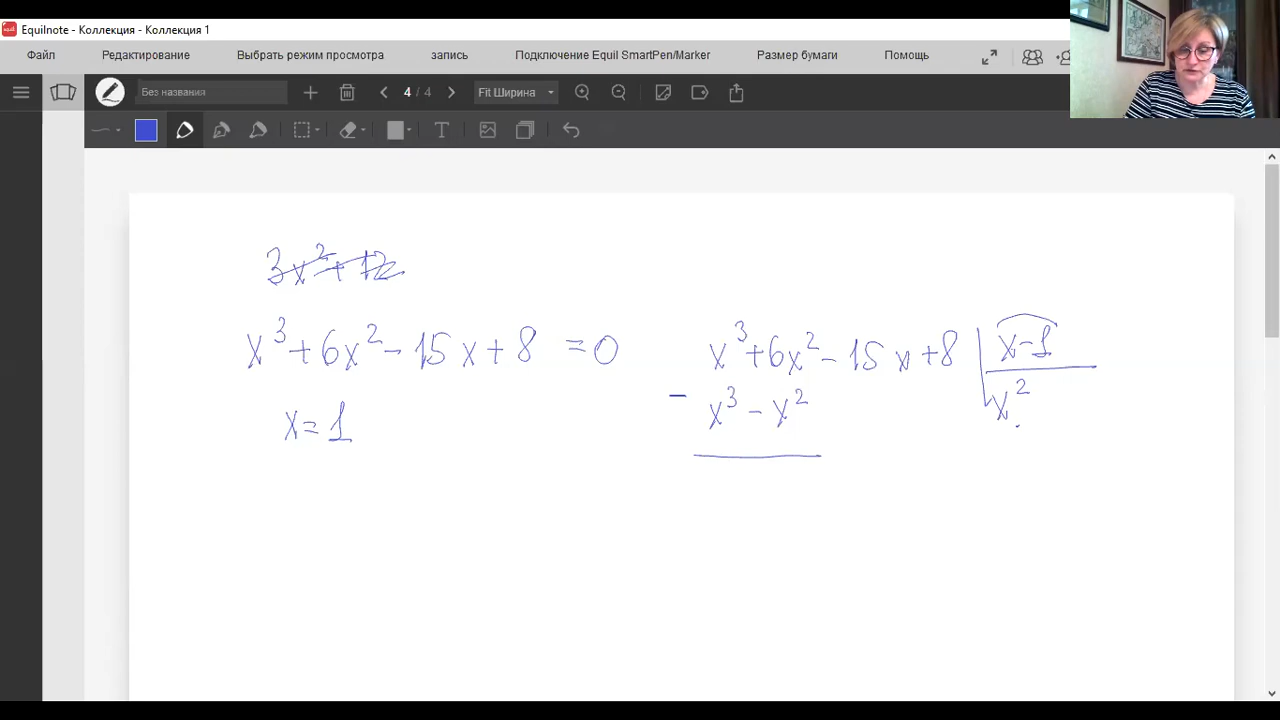 Equilnote - Коллекция - Коллекция 1
Файл Редактирование Выбрать режим просмотра запись Подключение Equil SmartPen/Marker Размер бумаги Помощь
Без названия 4 / 4 Fit Ширина
3x² + 12
x³ + 6x² - 15x + 8 = 0
x = 1
x³ + 6x² - 15x + 8 | x - 1
- x³ - x² | x²